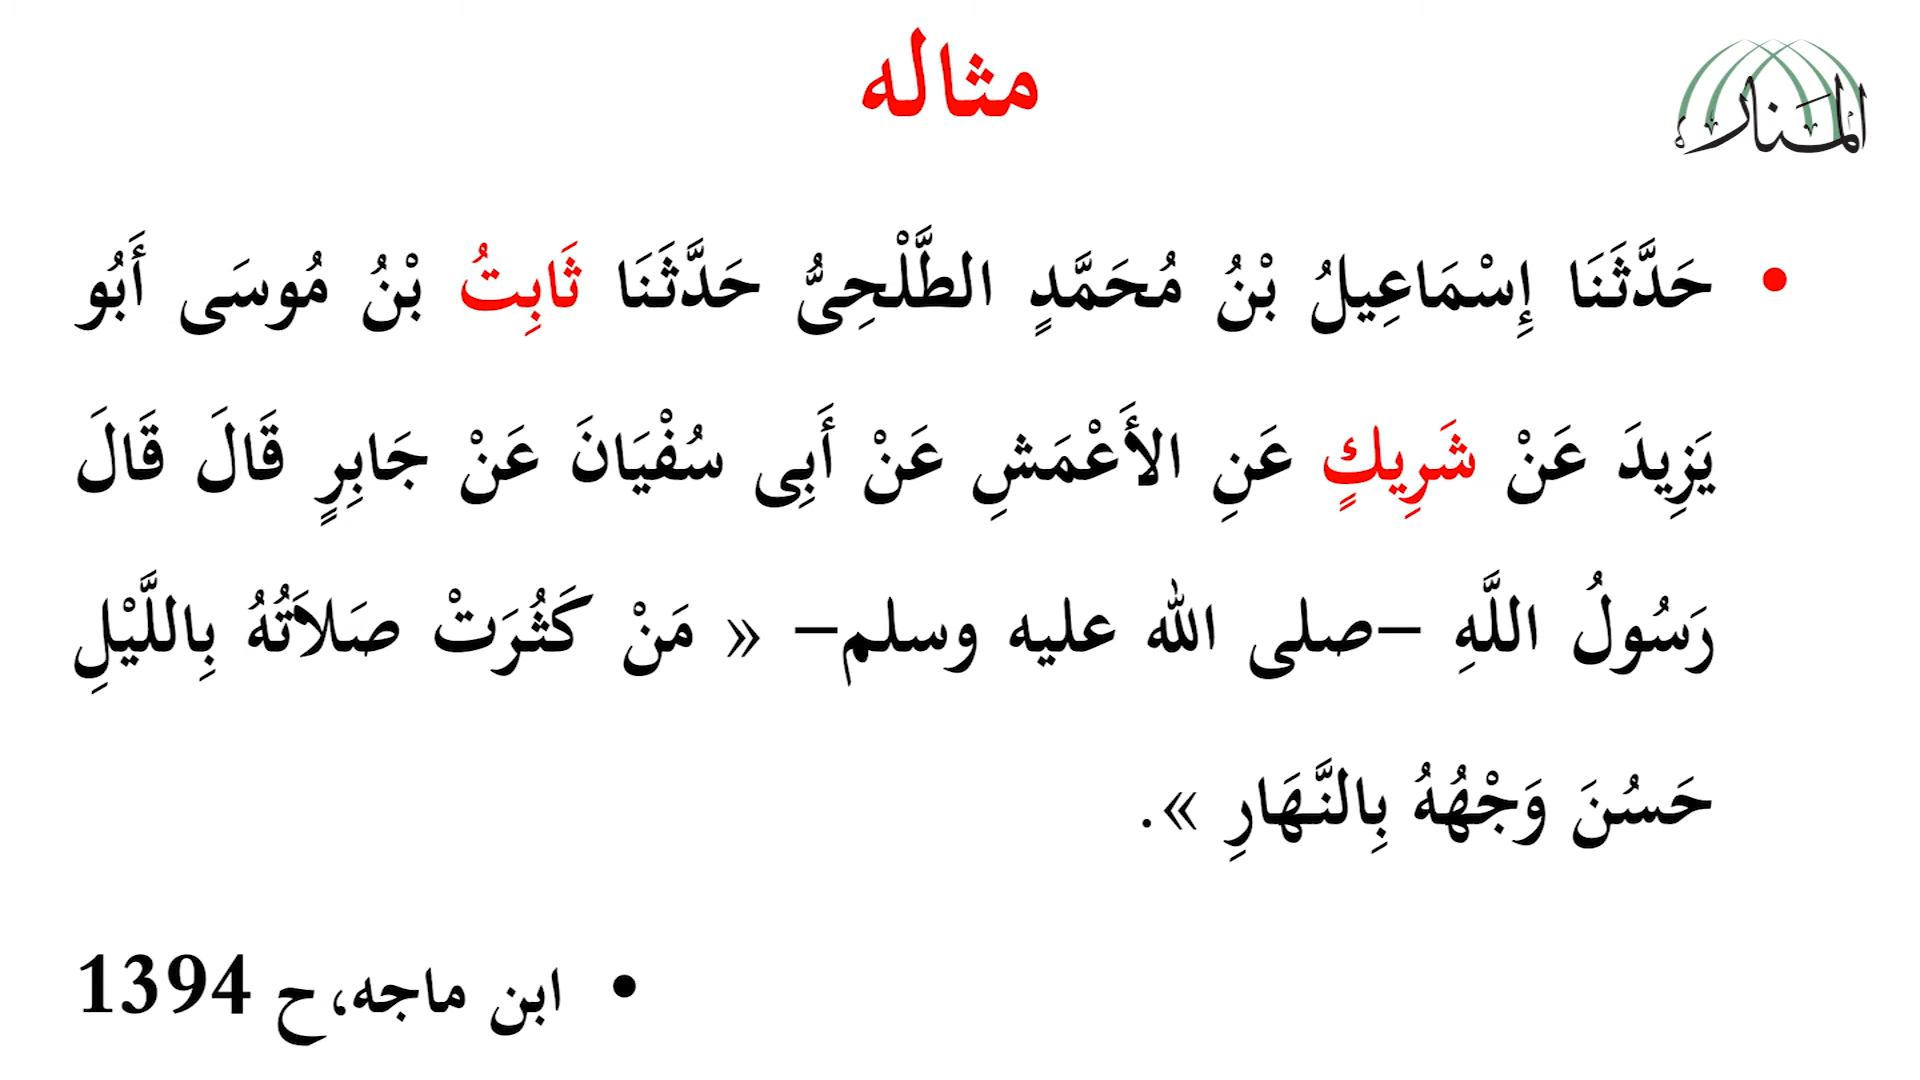 مثاله
المنارة
• حَدَّثَنَا إِسْمَاعِيلُ بْنُ مُحَمَّدٍ الطَّلْحِىُّ حَدَّثَنَا ثَابِتُ بْنُ مُوسَى أَبُو
يَزِيدَ عَنْ شَرِيكٍ عَنِ الأَعْمَشِ عَنْ أَبِى سُفْيَانَ عَنْ جَابِرٍ قَالَ قَالَ
رَسُولُ اللَّهِ –صلى الله عليه وسلم– « مَنْ كَثُرَتْ صَلاَتُهُ بِاللَّيْلِ
حَسُنَ وَجْهُهُ بِالنَّهَارِ ».
• ابن ماجه، ح 1394